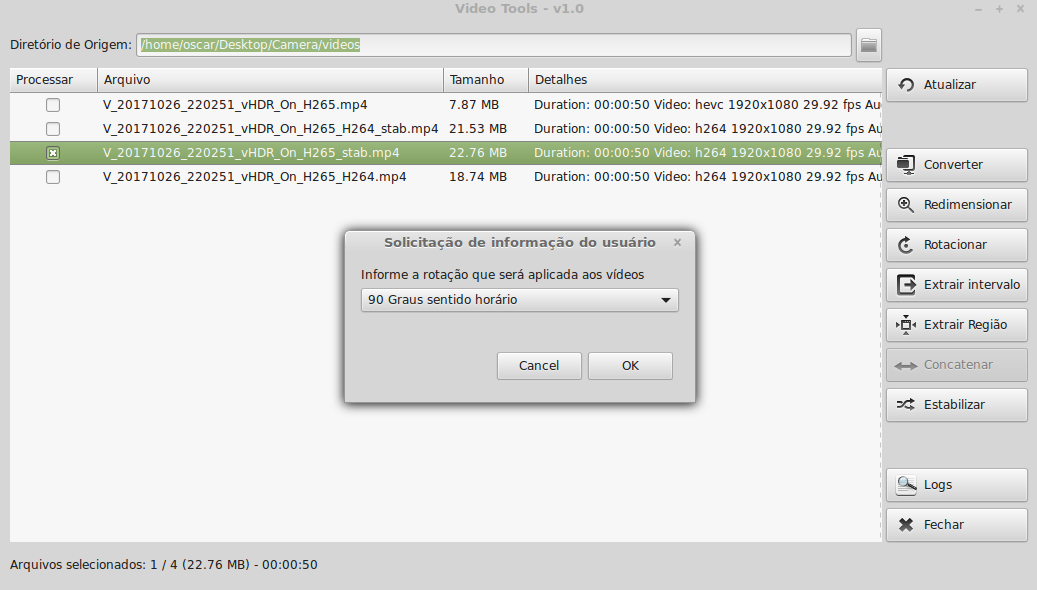 Video Tools - v1.0
Diretório de Origem: /home/oscar/Desktop/Camera/videos
Processar Arquivo Tamanho Detalhes
V_20171026_220251_vHDR_On_H265.mp4 7.87 MB Duration: 00:00:50 Video: hevc 1920x1080 29.92 fps Au
V_20171026_220251_vHDR_On_H265_H264_stab.mp4 21.53 MB Duration: 00:00:50 Video: h264 1920x1080 29.92 fps Au
V_20171026_220251_vHDR_On_H265_stab.mp4 22.76 MB Duration: 00:00:50 Video: h264 1920x1080 29.92 fps Au
V_20171026_220251_vHDR_On_H265_H264.mp4 18.74 MB Duration: 00:00:50 Video: h264 1920x1080 29.92 fps Au
Solicitação de informação do usuário
Informe a rotação que será aplicada aos vídeos
90 Graus sentido horário
Cancel OK
Atualizar
Converter
Redimensionar
Rotacionar
Extrair intervalo
Extrair Região
Concatenar
Estabilizar
Logs
Fechar
Arquivos selecionados: 1 / 4 (22.76 MB) - 00:00:50